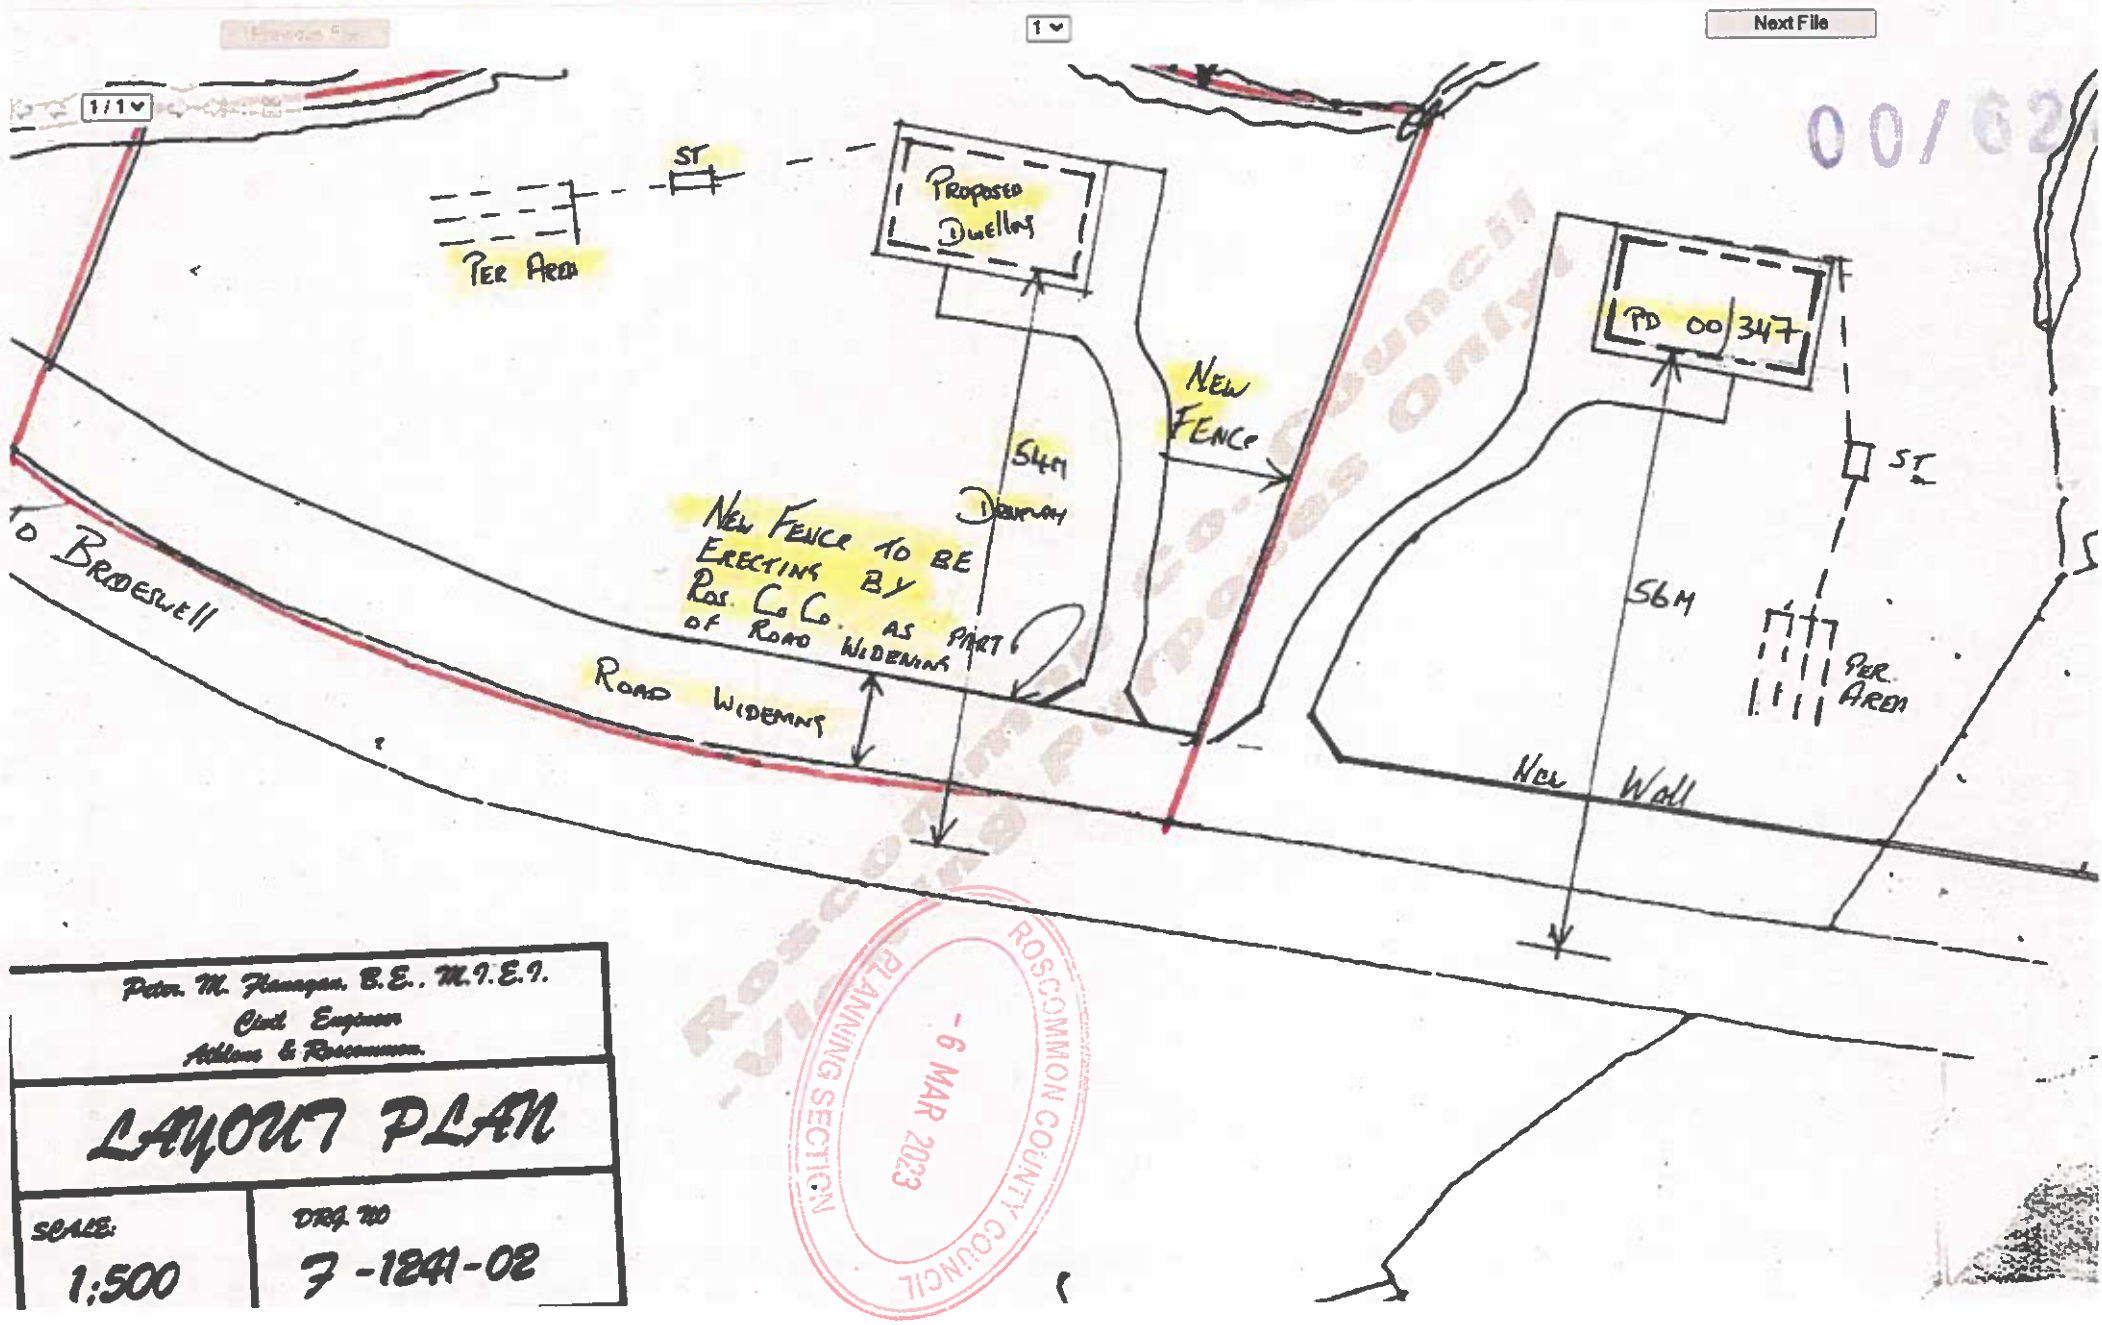 1
Next File
1 / 1
00/62
ST
PROPOSED
Dwelling
PER AREA
PD 00/347
NEW
FENCE
54M
ST
NEW FENCE TO BE
ERECTING BY
Ros. Co Co. AS PART
OF ROAD WIDENING
56M
ROAD WIDENING
PER.
AREA
O BRIDESWELL
NEW Wall
Roscommon Co. Council
- Viewing Purposes Only!
Peter. M. Flanagan. B.E.. M.I.E.I.
Civil Engineer
Athlone & Roscommon.
LAYOUT PLAN
SCALE:
1:500
DRG NO
F-1241-02
ROSCOMMON COUNTY COUNCIL
- 6 MAR 2023
PLANNING SECTION